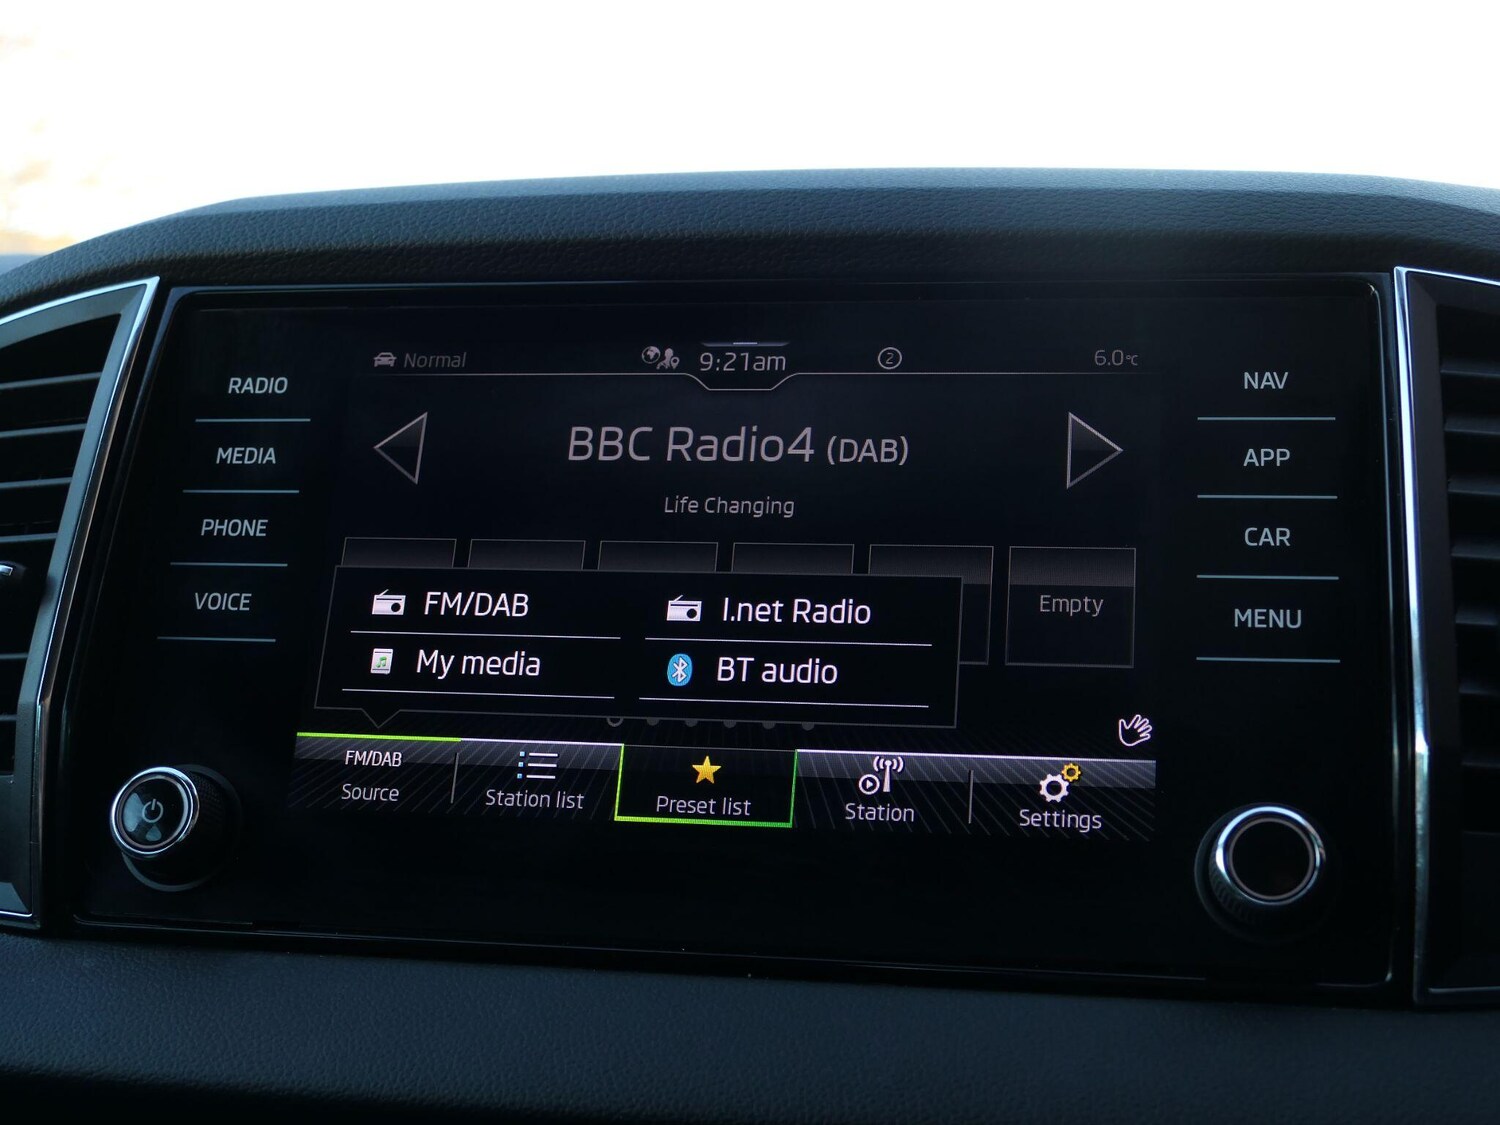 RADIO
MEDIA
PHONE
VOICE
Normal
9:21am
2
6.0°C
BBC Radio4 (DAB)
Life Changing
Empty
FM/DAB
I.net Radio
My media
BT audio
FM/DAB
Source
Station list
Preset list
Station
Settings
NAV
APP
CAR
MENU